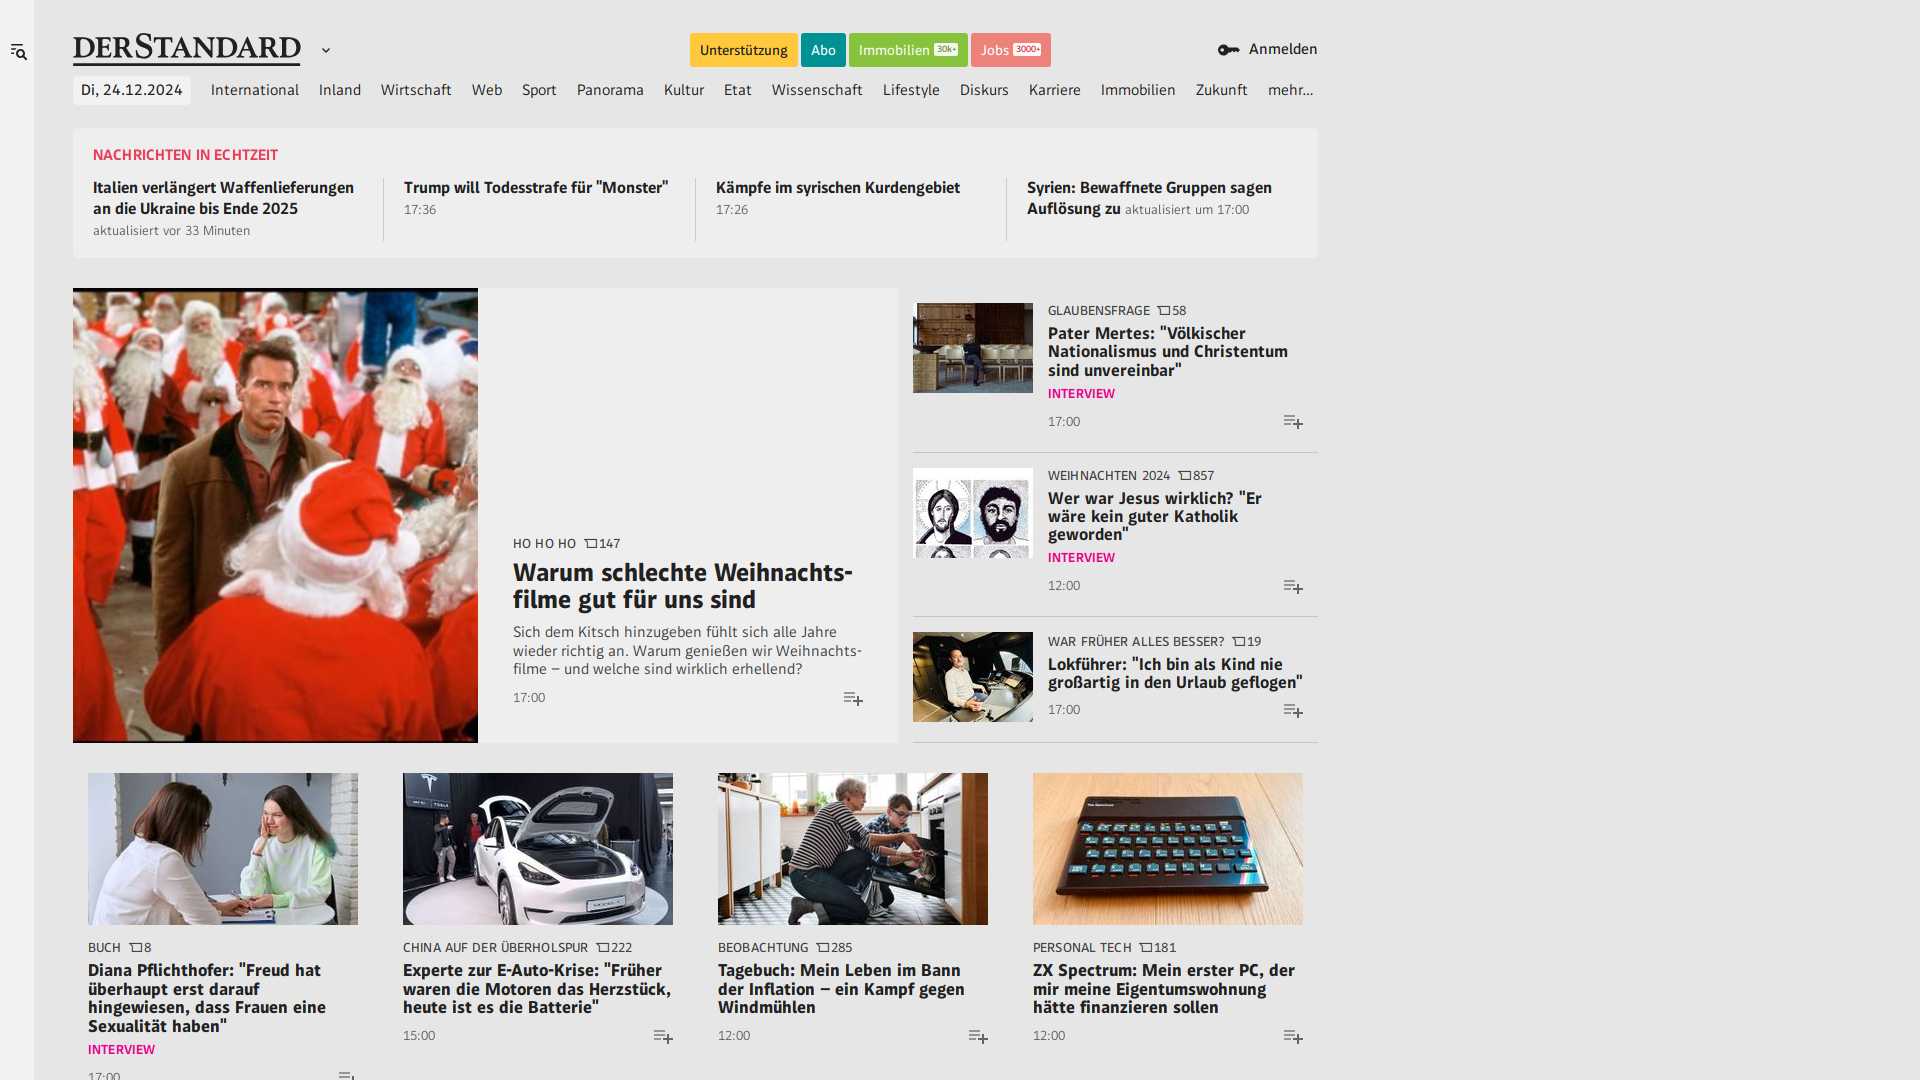 DERSTANDARD
Unterstützung
Abo
Immobilien 30k+
Jobs 3000+
Anmelden
Di, 24.12.2024
International
Inland
Wirtschaft
Web
Sport
Panorama
Kultur
Etat
Wissenschaft
Lifestyle
Diskurs
Karriere
Immobilien
Zukunft
mehr...
NACHRICHTEN IN ECHTZEIT
Italien verlängert Waffenlieferungen
an die Ukraine bis Ende 2025
aktualisiert vor 33 Minuten
Trump will Todesstrafe für "Monster"
17:36
Kämpfe im syrischen Kurdengebiet
17:26
Syrien: Bewaffnete Gruppen sagen
Auflösung zu aktualisiert um 17:00
HO HO HO 147
Warum schlechte Weihnachts-
filme gut für uns sind
Sich dem Kitsch hinzugeben fühlt sich alle Jahre
wieder richtig an. Warum genießen wir Weihnachts-
filme – und welche sind wirklich erhellend?
17:00
GLAUBENSFRAGE 58
Pater Mertes: "Völkischer
Nationalismus und Christentum
sind unvereinbar"
INTERVIEW
17:00
WEIHNACHTEN 2024 857
Wer war Jesus wirklich? "Er
wäre kein guter Katholik
geworden"
INTERVIEW
12:00
WAR FRÜHER ALLES BESSER? 19
Lokführer: "Ich bin als Kind nie
großartig in den Urlaub geflogen"
17:00
BUCH 8
Diana Pflichthofer: "Freud hat
überhaupt erst darauf
hingewiesen, dass Frauen eine
Sexualität haben"
INTERVIEW
17:00
TESLA
CHINA AUF DER ÜBERHOLSPUR 222
Experte zur E-Auto-Krise: "Früher
waren die Motoren das Herzstück,
heute ist es die Batterie"
15:00
BEOBACHTUNG 285
Tagebuch: Mein Leben im Bann
der Inflation – ein Kampf gegen
Windmühlen
12:00
PERSONAL TECH 181
ZX Spectrum: Mein erster PC, der
mir meine Eigentumswohnung
hätte finanzieren sollen
12:00